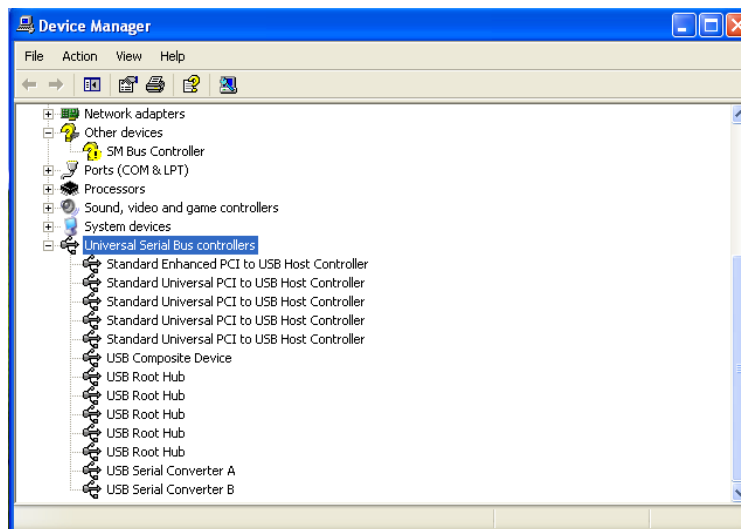 Device Manager
File Action View Help
Network adapters
Other devices
SM Bus Controller
Ports (COM & LPT)
Processors
Sound, video and game controllers
System devices
Universal Serial Bus controllers
Standard Enhanced PCI to USB Host Controller
Standard Universal PCI to USB Host Controller
Standard Universal PCI to USB Host Controller
Standard Universal PCI to USB Host Controller
Standard Universal PCI to USB Host Controller
USB Composite Device
USB Root Hub
USB Root Hub
USB Root Hub
USB Root Hub
USB Root Hub
USB Serial Converter A
USB Serial Converter B